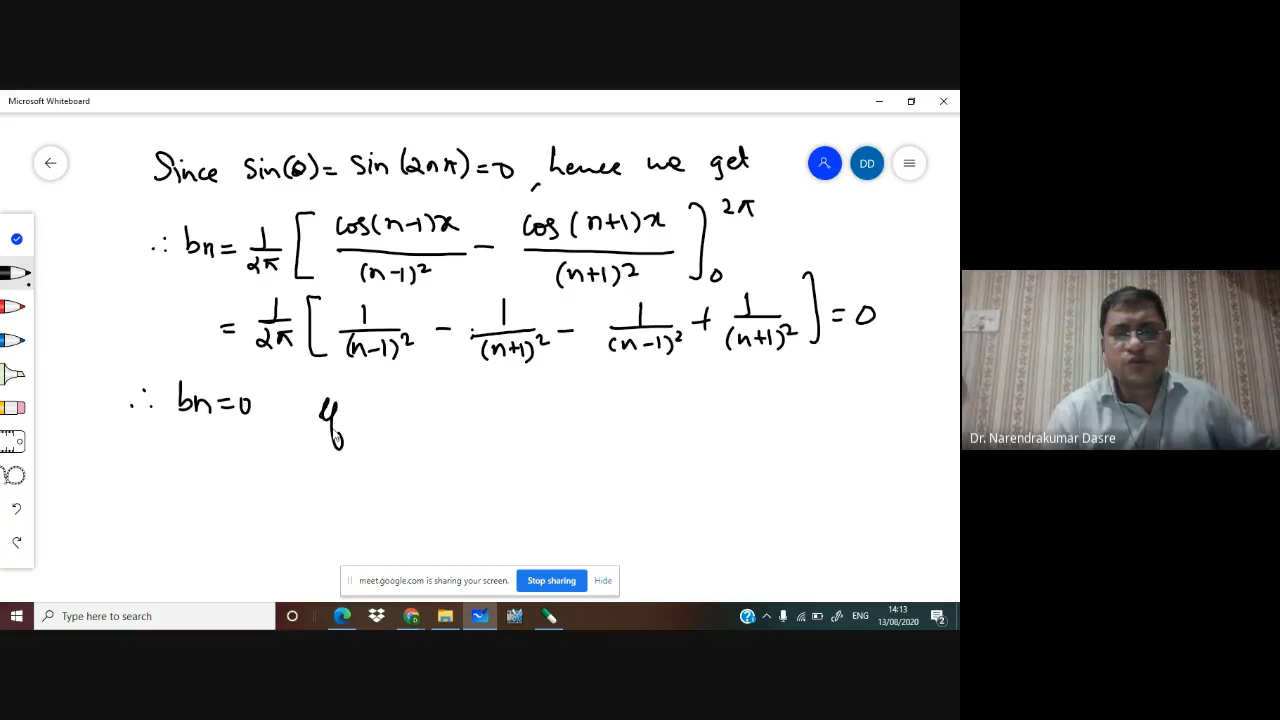 Microsoft Whiteboard
DD
Since sin(0) = sin(2nπ) = 0, hence we get
∴ bn = 1/2π [ cos(n-1)x/(n-1)² - cos(n+1)x/(n+1)² ]₀^2π
= 1/2π [ 1/(n-1)² - 1/(n+1)² - 1/(n-1)² + 1/(n+1)² ] = 0
∴ bn = 0 if
Dr. Narendrakumar Dasre
meet.google.com is sharing your screen. Stop sharing Hide
Type here to search
ENG
14:13
13/08/2020
2